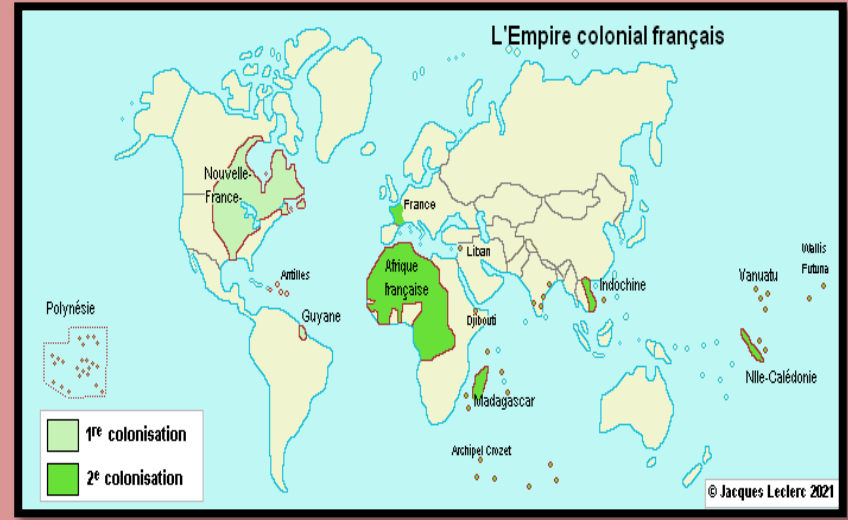 L'Empire colonial français
Nouvelle-
France-
France
Liban
Afrique
française
Antilles
Guyane
Polynésie
Djibouti
Indochine
Wallis
Futuna
Vanuatu
Nlle-Calédonie
Madagascar
Archipel Crozet
1re colonisation
2e colonisation
© Jacques Leclerc 2021